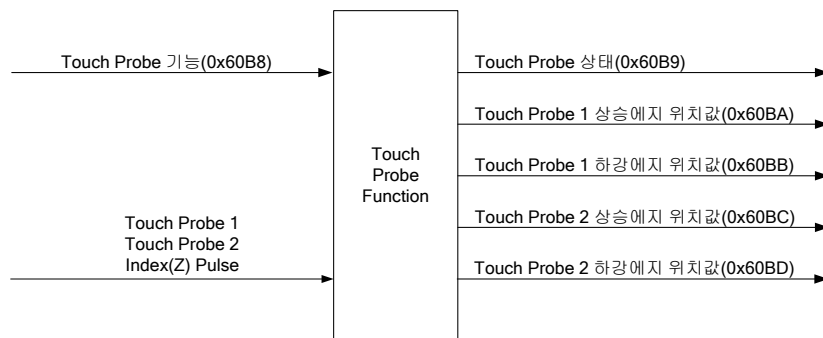 Touch Probe 기능(0x60B8)
Touch Probe 1
Touch Probe 2
Index(Z) Pulse
Touch
Probe
Function
Touch Probe 상태(0x60B9)
Touch Probe 1 상승에지 위치값(0x60BA)
Touch Probe 1 하강에지 위치값(0x60BB)
Touch Probe 2 상승에지 위치값(0x60BC)
Touch Probe 2 하강에지 위치값(0x60BD)